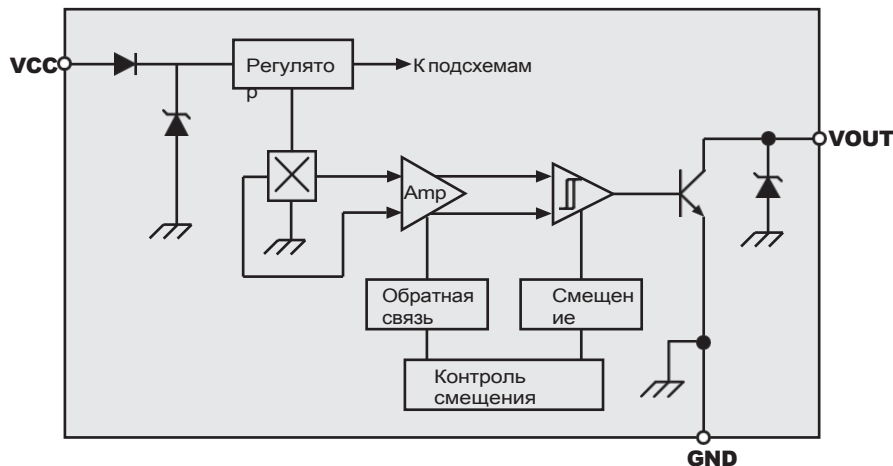 VCC
Регулято
р
К подсхемам
VOUT
Amp
Обратная
связь
Смещен
ие
Контроль
смещения
GND